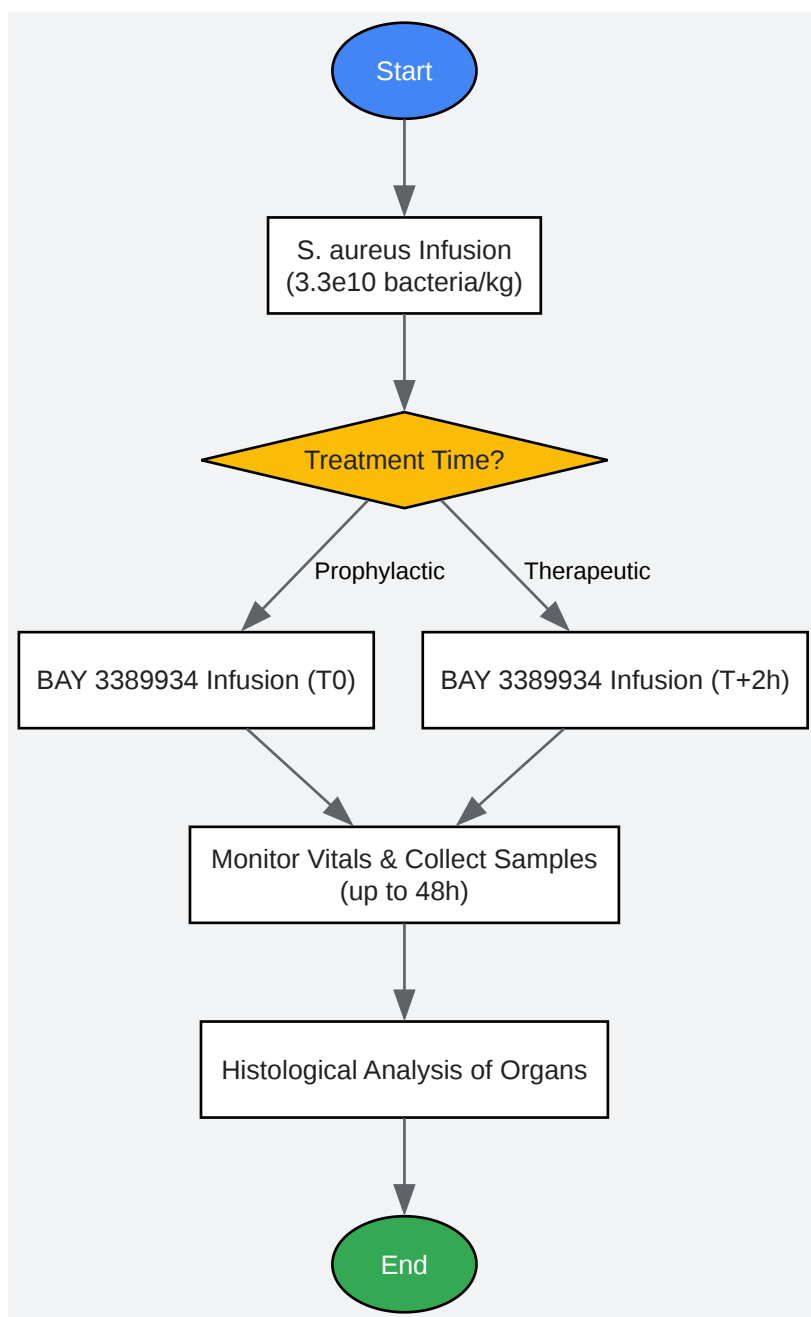 Start
S. aureus Infusion
(3.3e10 bacteria/kg)
Treatment Time?
Prophylactic
Therapeutic
BAY 3389934 Infusion (T0)
BAY 3389934 Infusion (T+2h)
Monitor Vitals & Collect Samples
(up to 48h)
Histological Analysis of Organs
End